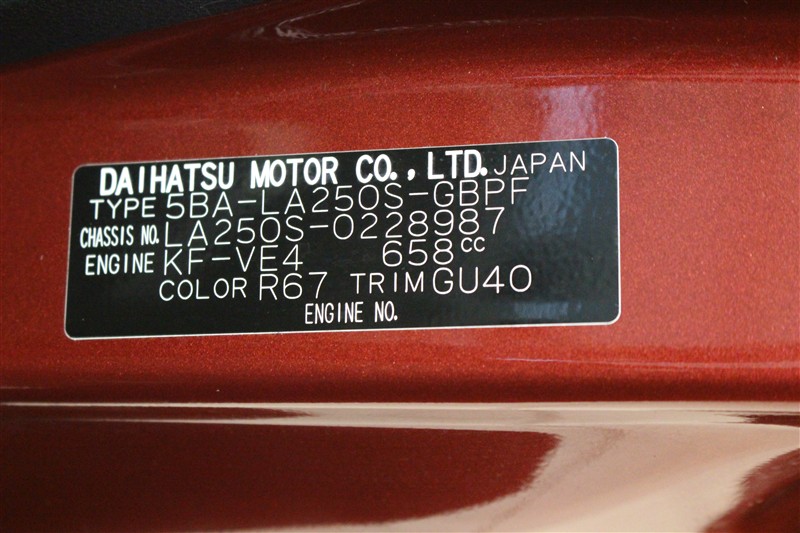 DAIHATSU MOTOR CO., LTD. JAPAN
TYPE 5BA-LA250S-GBPF
CHASSIS NO. LA250S-0228987
ENGINE KF-VE4 658cc
COLOR R67 TRIM GU40
ENGINE NO.